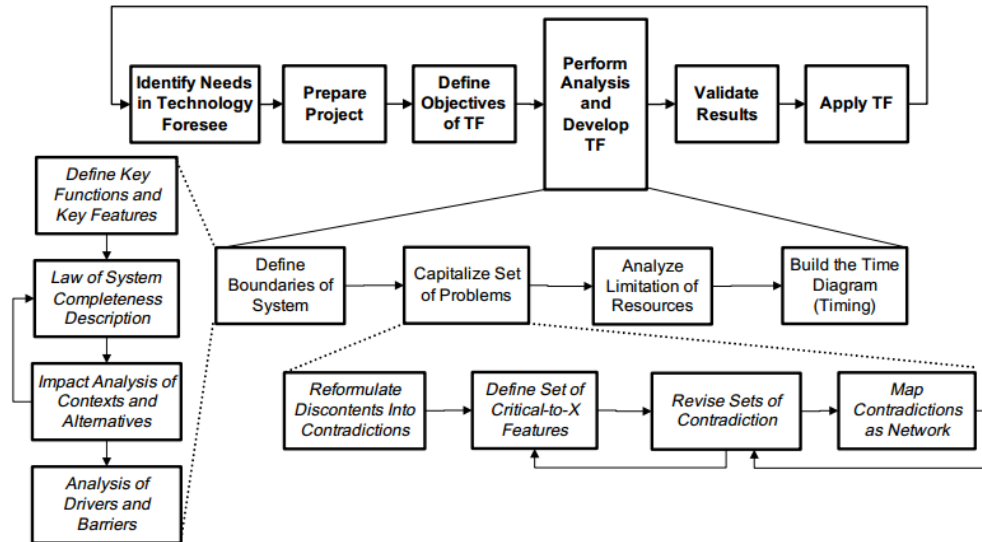 Identify Needs
in Technology
Foresee
Prepare
Project
Define
Objectives
of TF
Perform
Analysis
and
Develop
TF
Validate
Results
Apply TF
Define Key
Functions and
Key Features
Law of System
Completeness
Description
Impact Analysis of
Contexts and
Alternatives
Analysis of
Drivers and
Barriers
Define
Boundaries of
System
Capitalize Set
of Problems
Analyze
Limitation of
Resources
Build the Time
Diagram
(Timing)
Reformulate
Discontents Into
Contradictions
Define Set of
Critical-to-X
Features
Revise Sets of
Contradiction
Map
Contradictions
as Network